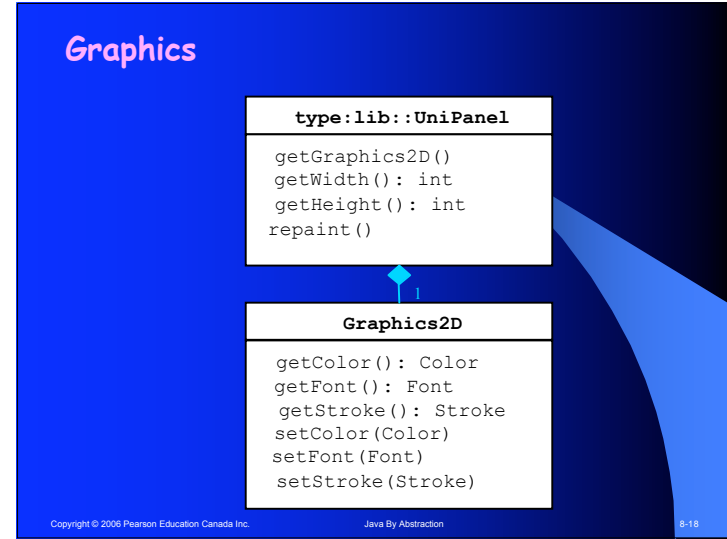 Graphics
type:lib::UniPanel
getGraphics2D()
getWidth(): int
getHeight(): int
repaint()
1
Graphics2D
getColor(): Color
getFont(): Font
getStroke(): Stroke
setColor(Color)
setFont(Font)
setStroke(Stroke)
Copyright © 2006 Pearson Education Canada Inc. Java By Abstraction 8-18